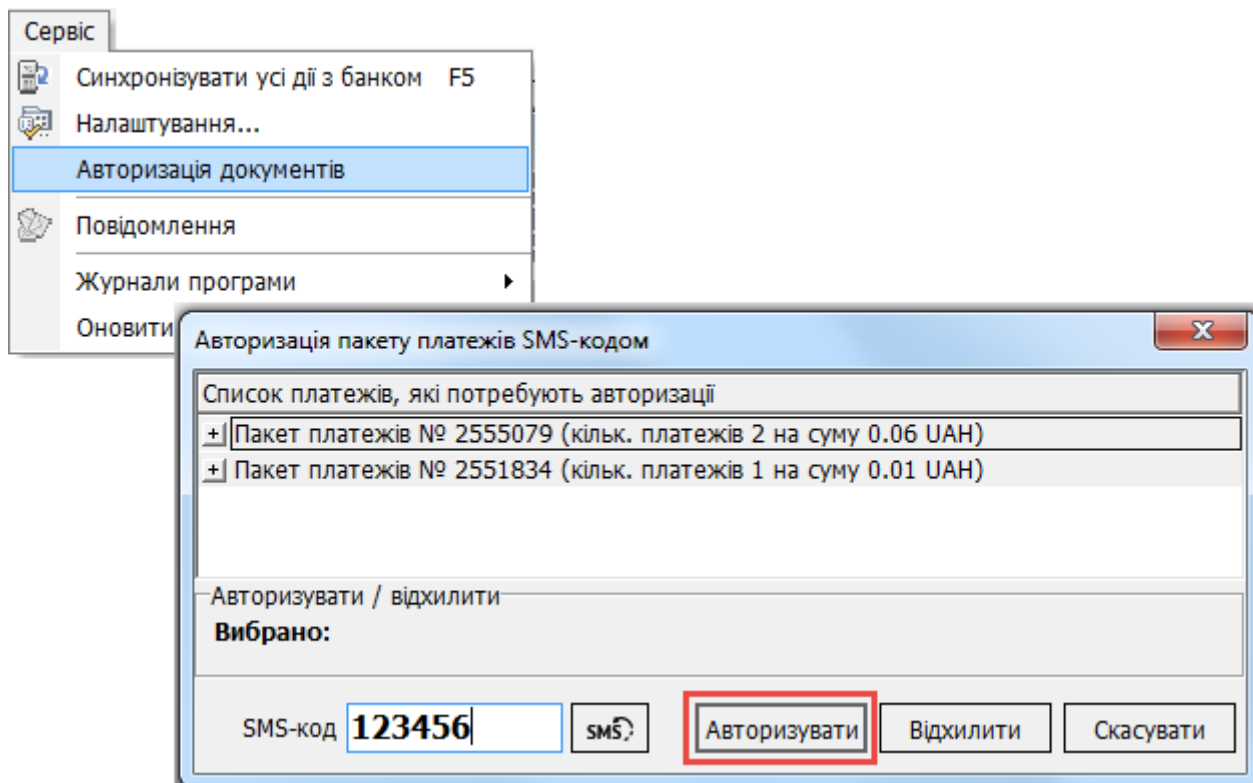 Сервіс
Синхронізувати усі дії з банком F5
Налаштування...
Авторизація документів
Повідомлення
Журнали програми
Оновити
Авторизація пакету платежів SMS-кодом
Список платежів, які потребують авторизації
Пакет платежів № 2555079 (кільк. платежів 2 на суму 0.06 UAH)
Пакет платежів № 2551834 (кільк. платежів 1 на суму 0.01 UAH)
Авторизувати / відхилити
Вибрано:
SMS-код 123456 SMS Авторизувати Відхилити Скасувати